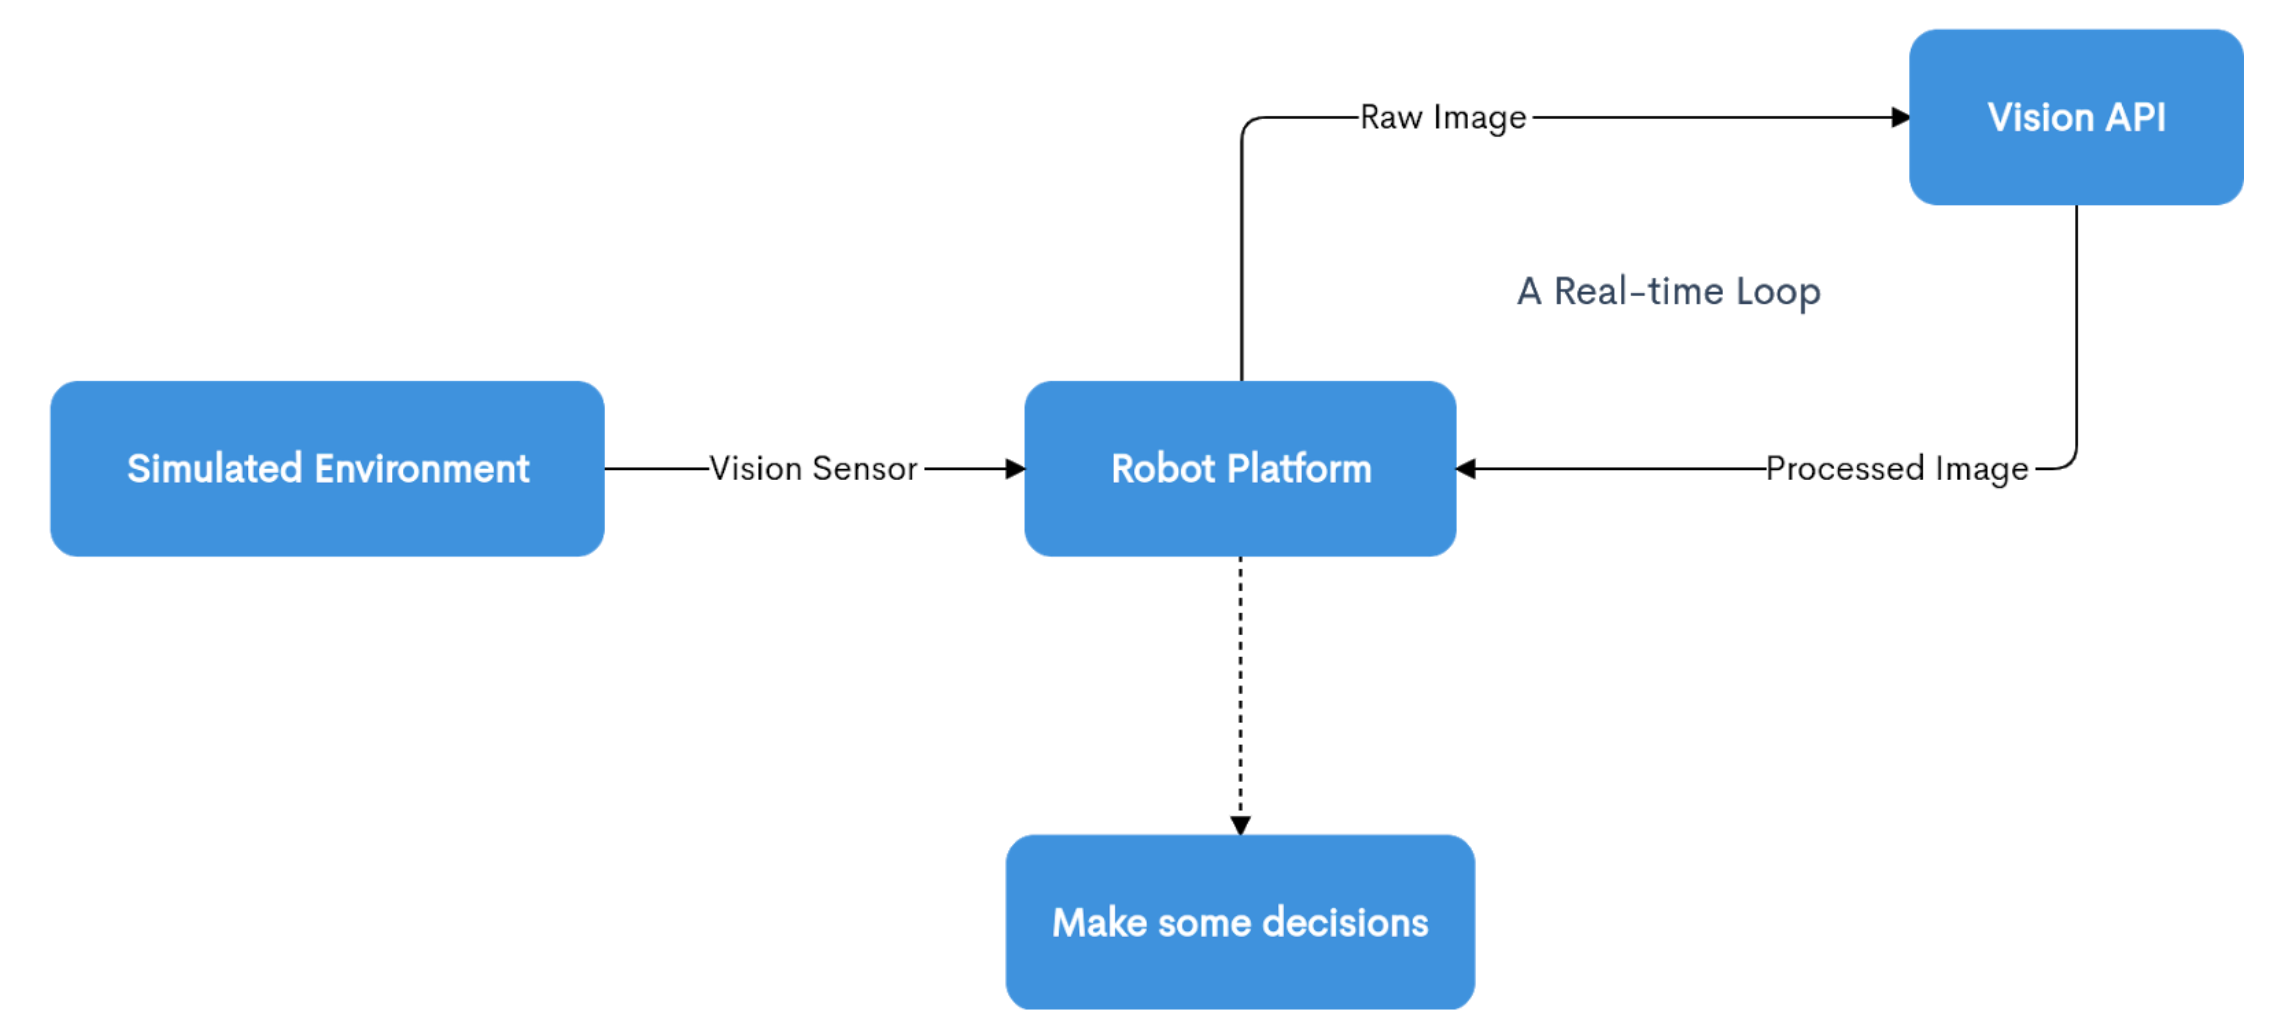 Raw Image
Vision API
A Real-time Loop
Simulated Environment
Vision Sensor
Robot Platform
Processed Image
Make some decisions